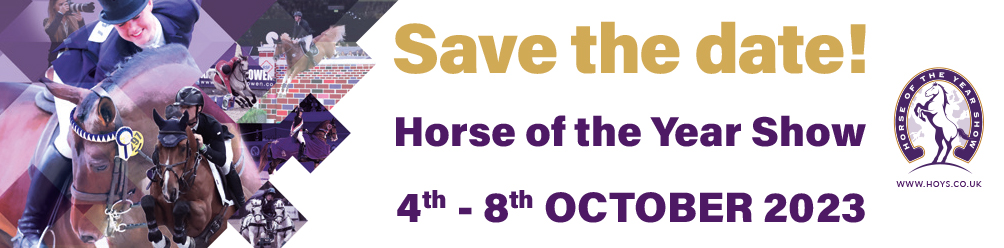 Save the date!
Horse of the Year Show
4th - 8th OCTOBER 2023
HORSE OF THE YEAR SHOW
WWW.HOYS.CO.UK